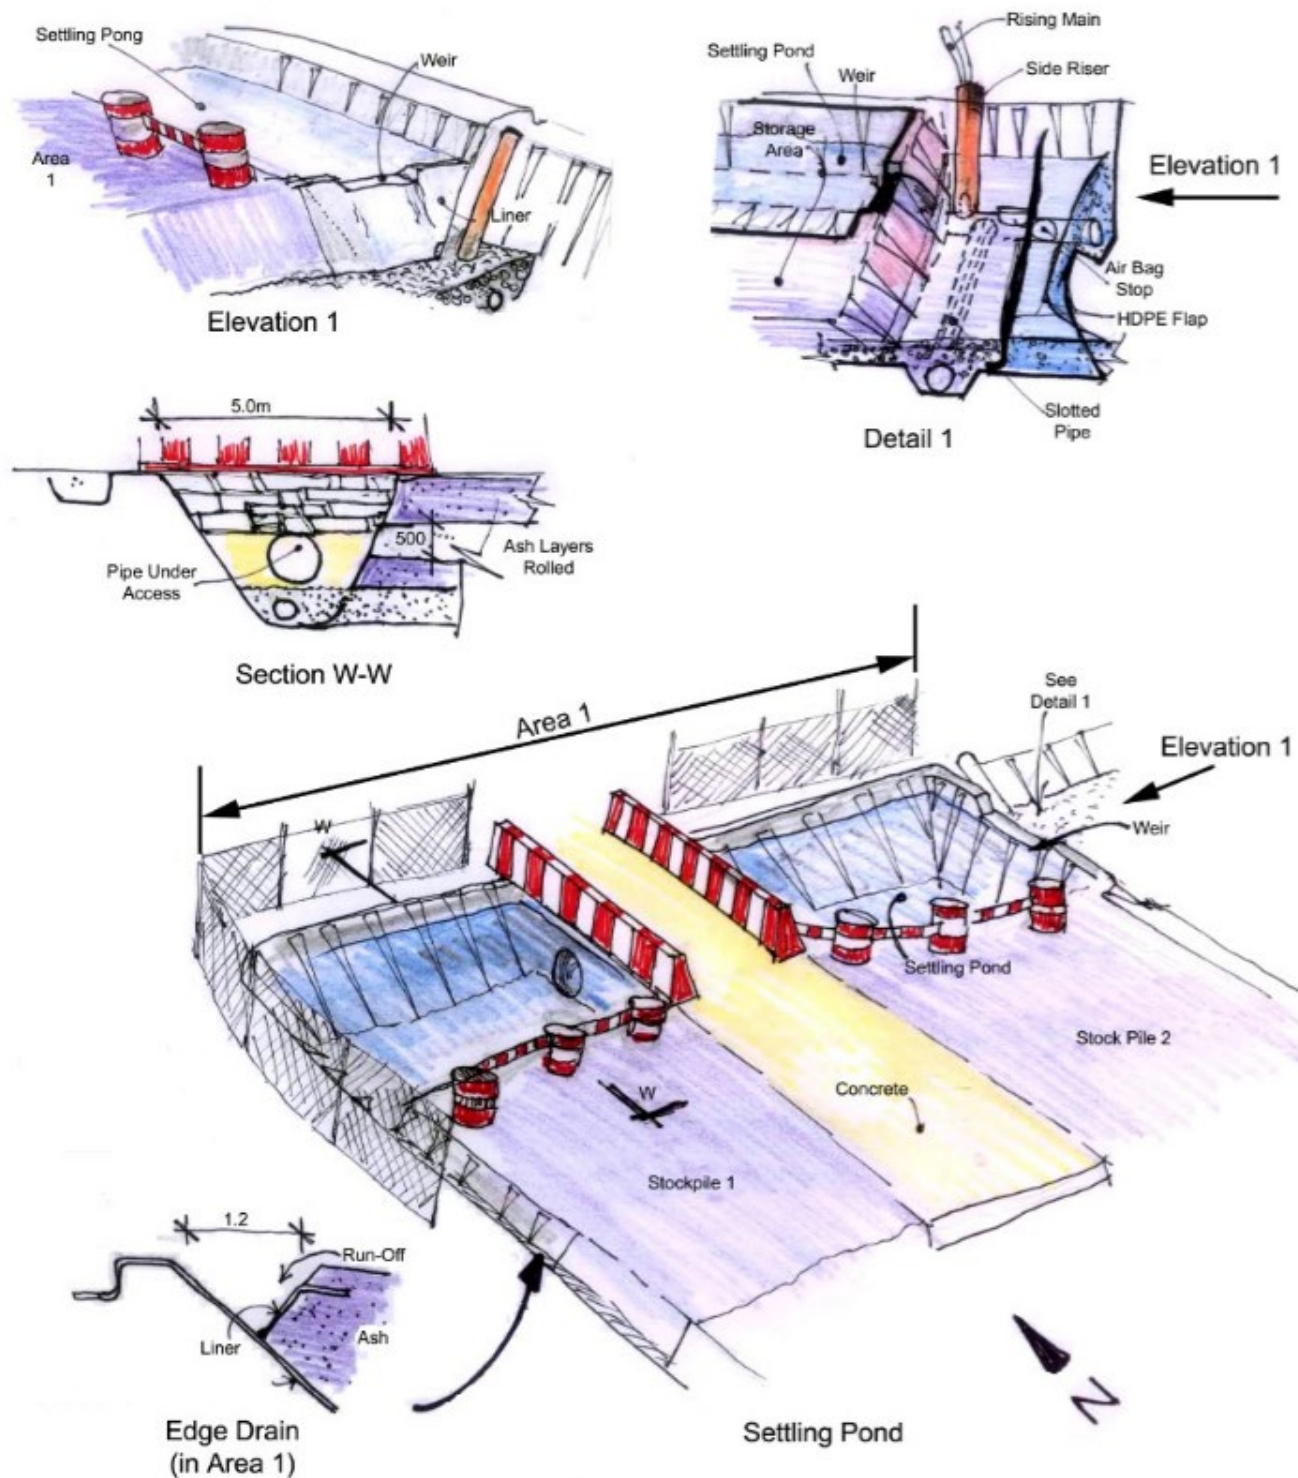 Settling Pong
Weir
Area
1
Liner
Elevation 1
Rising Main
Settling Pond
Side Riser
Weir
Storage
Area
Elevation 1
Air Bag
Stop
HDPE Flap
Slotted
Pipe
Detail 1
5.0m
500
Ash Layers
Rolled
Pipe Under
Access
Section W-W
Area 1
See
Detail 1
Elevation 1
W
Weir
Settling Pond
Stock Pile 2
W
Concrete
Stockpile 1
1.2
Run-Off
Liner
Ash
N
Edge Drain
(in Area 1)
Settling Pond